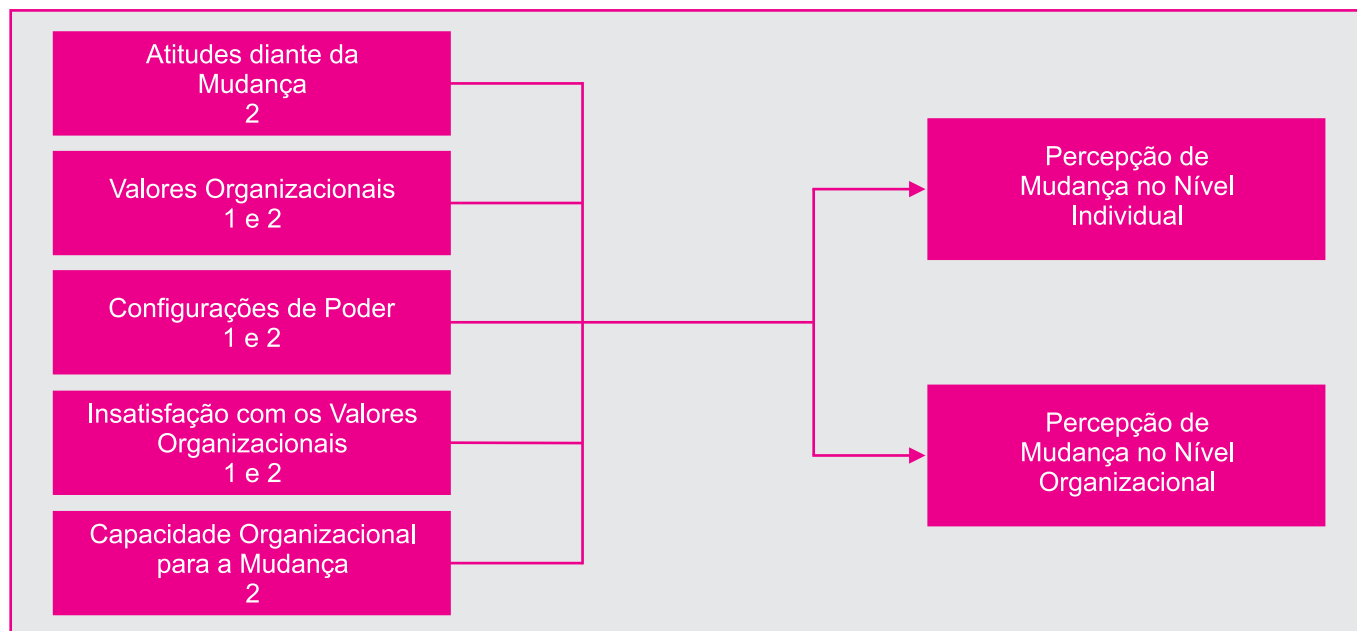 Atitudes diante da
Mudança
2
Valores Organizacionais
1 e 2
Configurações de Poder
1 e 2
Insatisfação com os Valores
Organizacionais
1 e 2
Capacidade Organizacional
para a Mudança
2
Percepção de
Mudança no Nível
Individual
Percepção de
Mudança no Nível
Organizacional